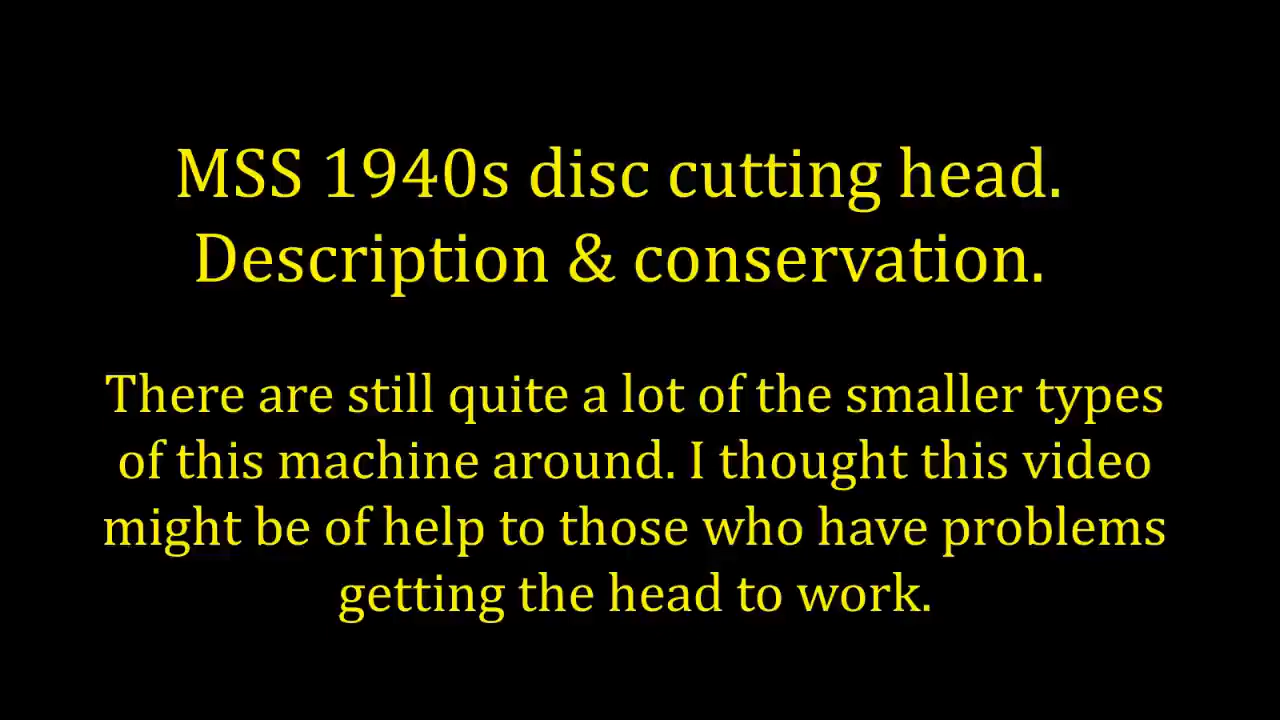 MSS 1940s disc cutting head.
Description & conservation.
There are still quite a lot of the smaller types
of this machine around. I thought this video
might be of help to those who have problems
getting the head to work.